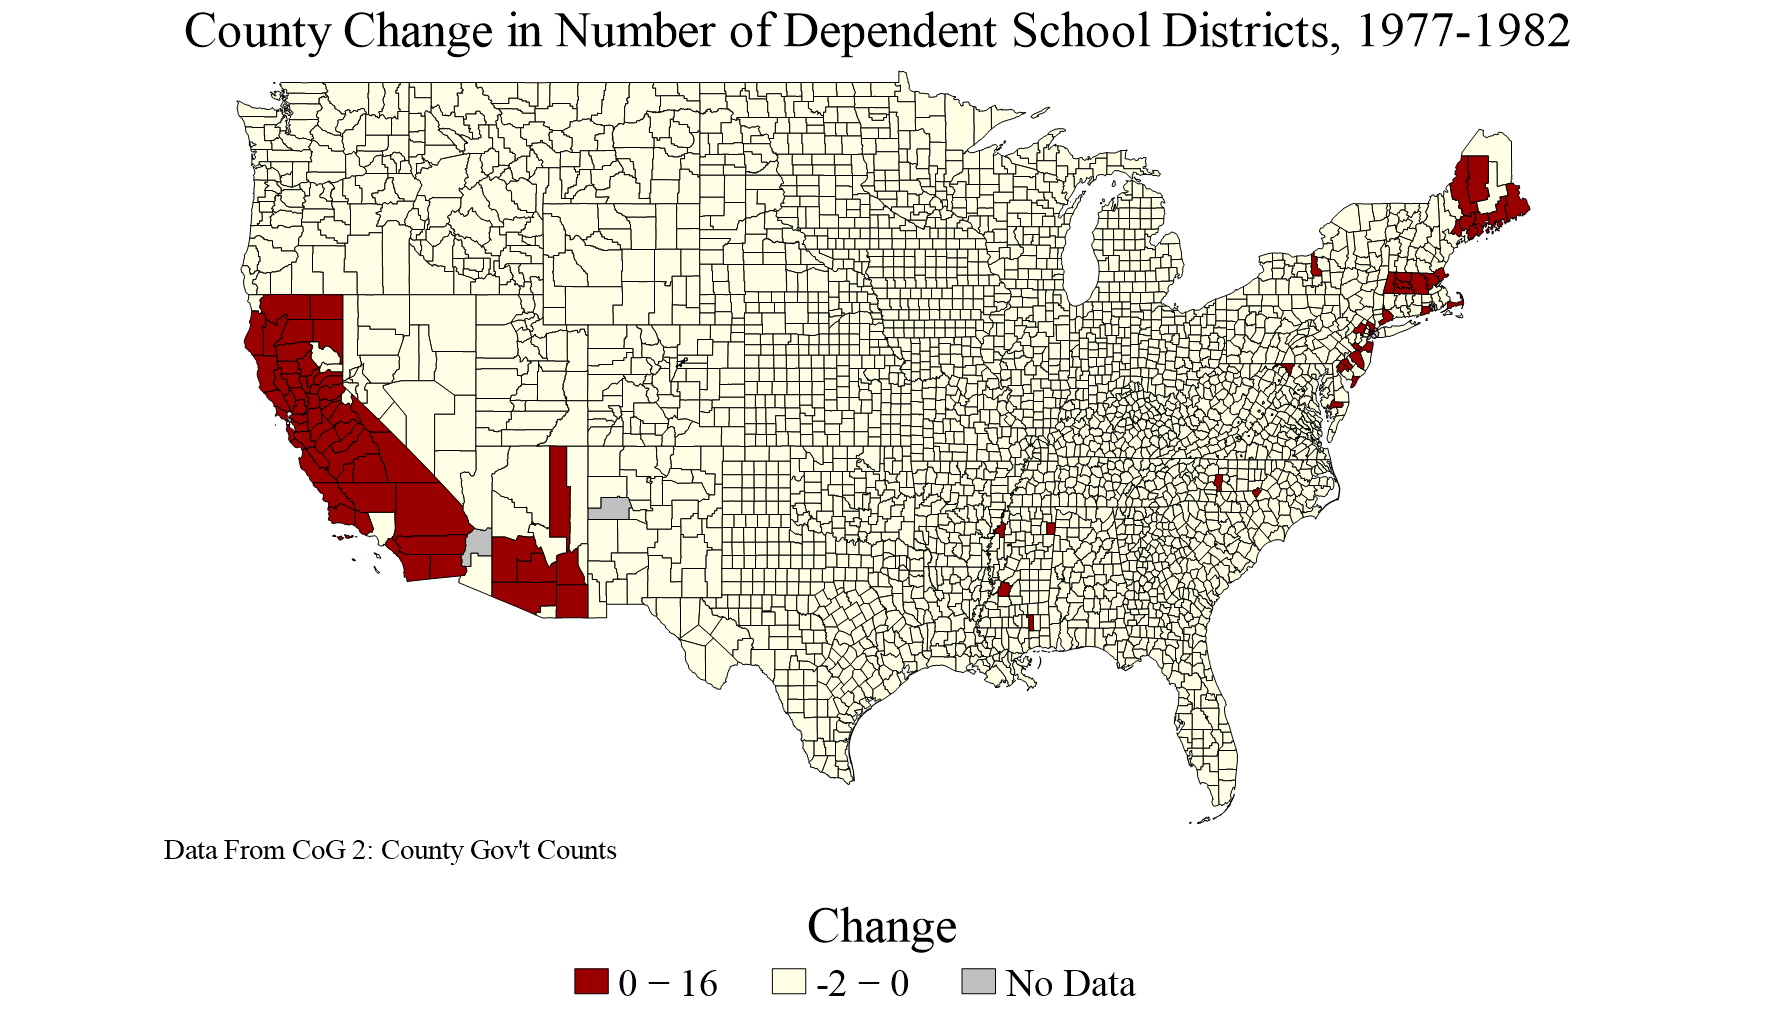 County Change in Number of Dependent School Districts, 1977-1982
Data From CoG 2: County Gov't Counts
Change
0 − 16
-2 − 0
No Data